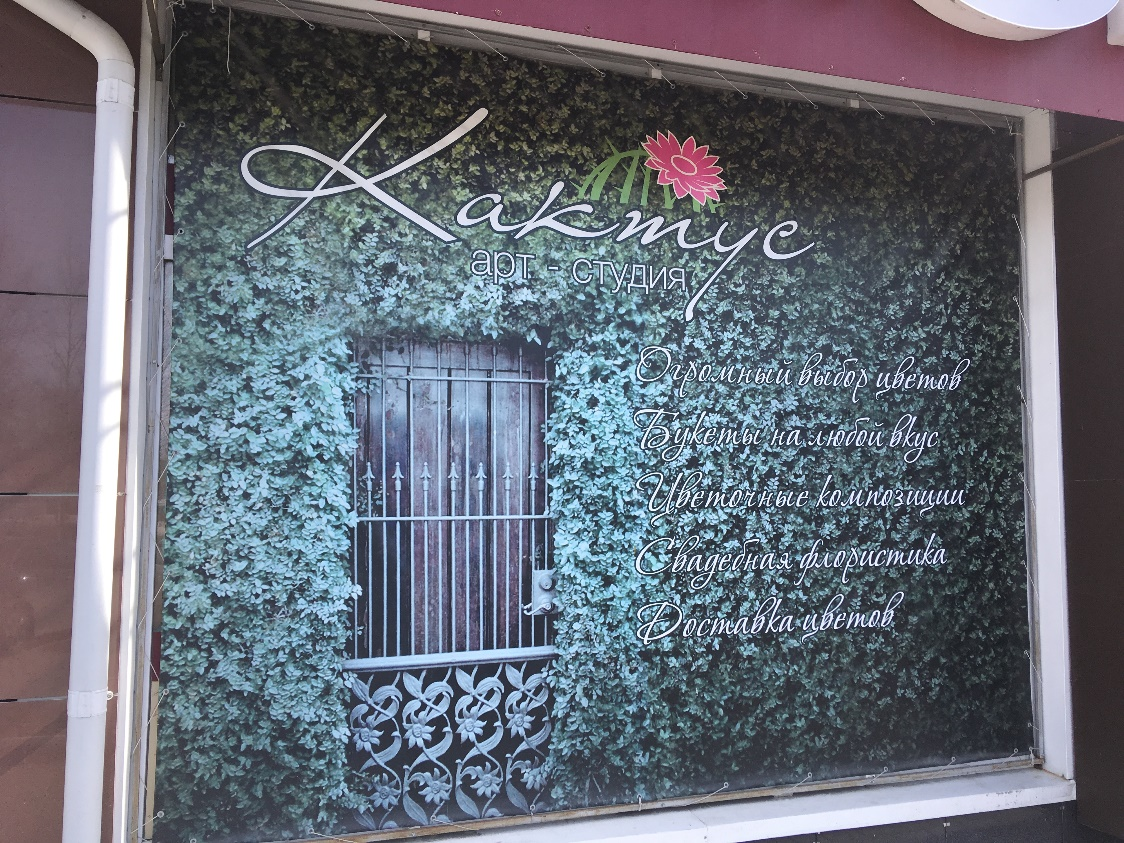 Кактус
арт - студия
Огромный выбор цветов
Букеты на любой вкус
Цветочные композиции
Свадебная флористика
Доставка цветов